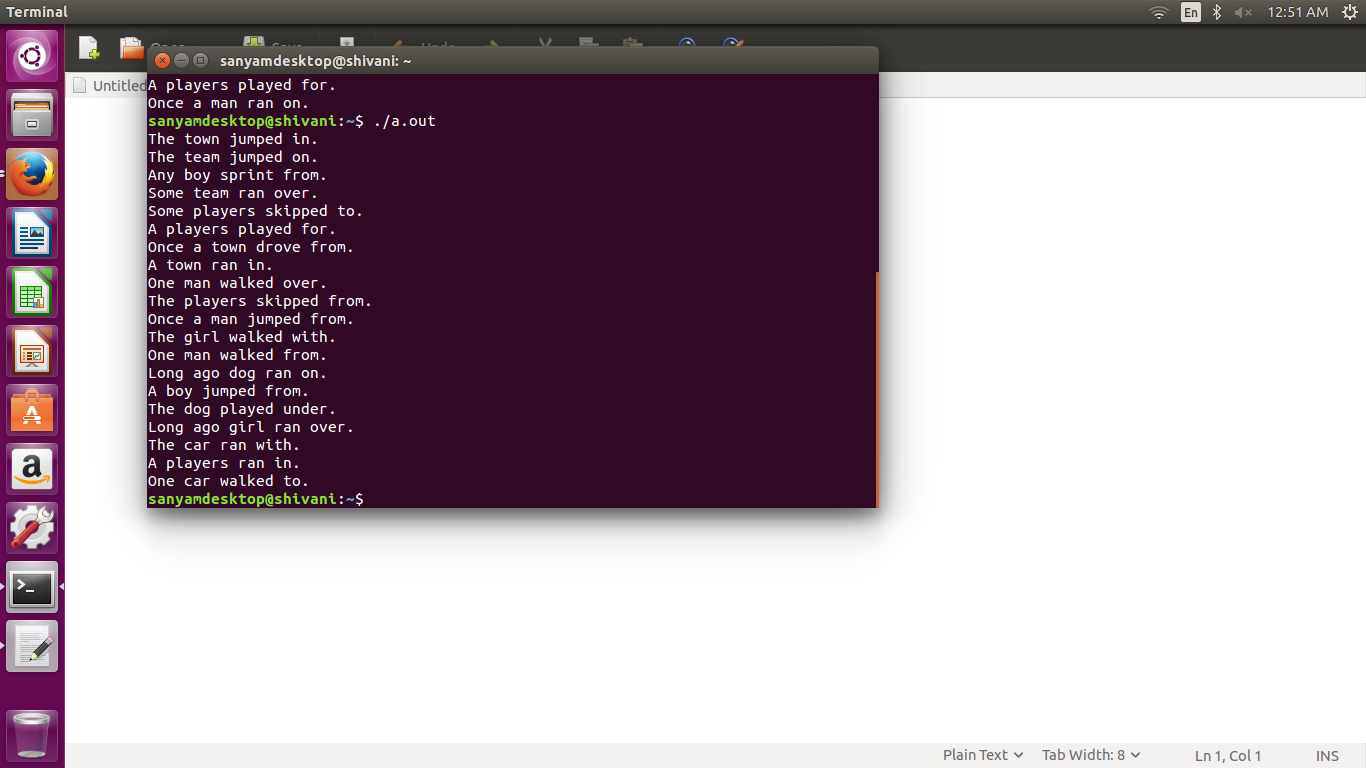 Terminal
En
12:51 AM
Open
Save
Undo
sanyamdesktop@shivani: ~
Untitled
A players played for.
Once a man ran on.
sanyamdesktop@shivani:~$ ./a.out
The town jumped in.
The team jumped on.
Any boy sprint from.
Some team ran over.
Some players skipped to.
A players played for.
Once a town drove from.
A town ran in.
One man walked over.
The players skipped from.
Once a man jumped from.
The girl walked with.
One man walked from.
Long ago dog ran on.
A boy jumped from.
The dog played under.
Long ago girl ran over.
The car ran with.
A players ran in.
One car walked to.
sanyamdesktop@shivani:~$
Plain Text
Tab Width: 8
Ln 1, Col 1
INS